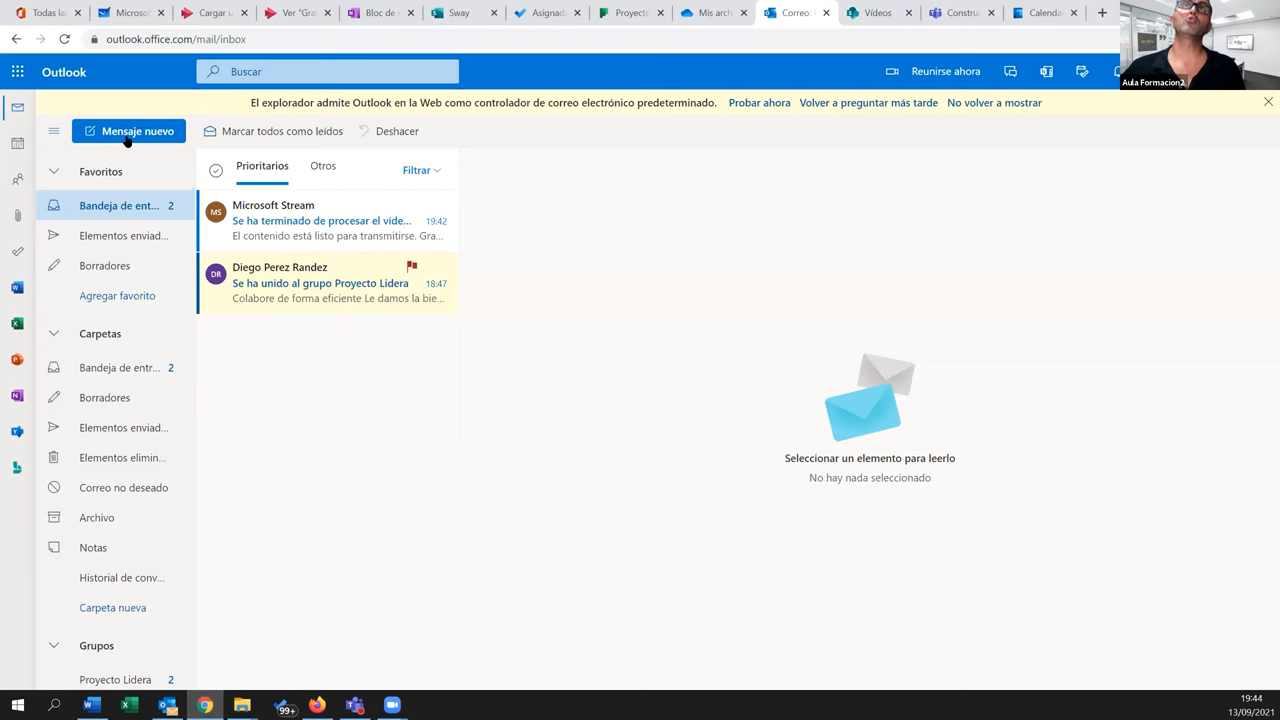 Todas la
Microsof
Cargar u
Ver "Gra
Bloc de
Sway
Asignada
Proyecto
Mis arch
Correo:
Vídeos
Constru
Calenda
outlook.office.com/mail/inbox
Outlook
Buscar
Reunirse ahora
Aula Formacion2
El explorador admite Outlook en la Web como controlador de correo electrónico predeterminado. Probar ahora Volver a preguntar más tarde No volver a mostrar
Mensaje nuevo
Marcar todos como leídos
Deshacer
Favoritos
Bandeja de ent... 2
Elementos enviad...
Borradores
Agregar favorito
Carpetas
Bandeja de entr... 2
Borradores
Elementos enviad...
Elementos elimin...
Correo no deseado
Archivo
Notas
Historial de conv...
Carpeta nueva
Grupos
Proyecto Lidera 2
Prioritarios
Otros
Filtrar
MS
Microsoft Stream
Se ha terminado de procesar el víde... 19:42
El contenido está listo para transmitirse. Gra...
DR
Diego Perez Randez
Se ha unido al grupo Proyecto Lidera 18:47
Colabore de forma eficiente Le damos la bie...
Seleccionar un elemento para leerlo
No hay nada seleccionado
99+
19:44
13/09/2021